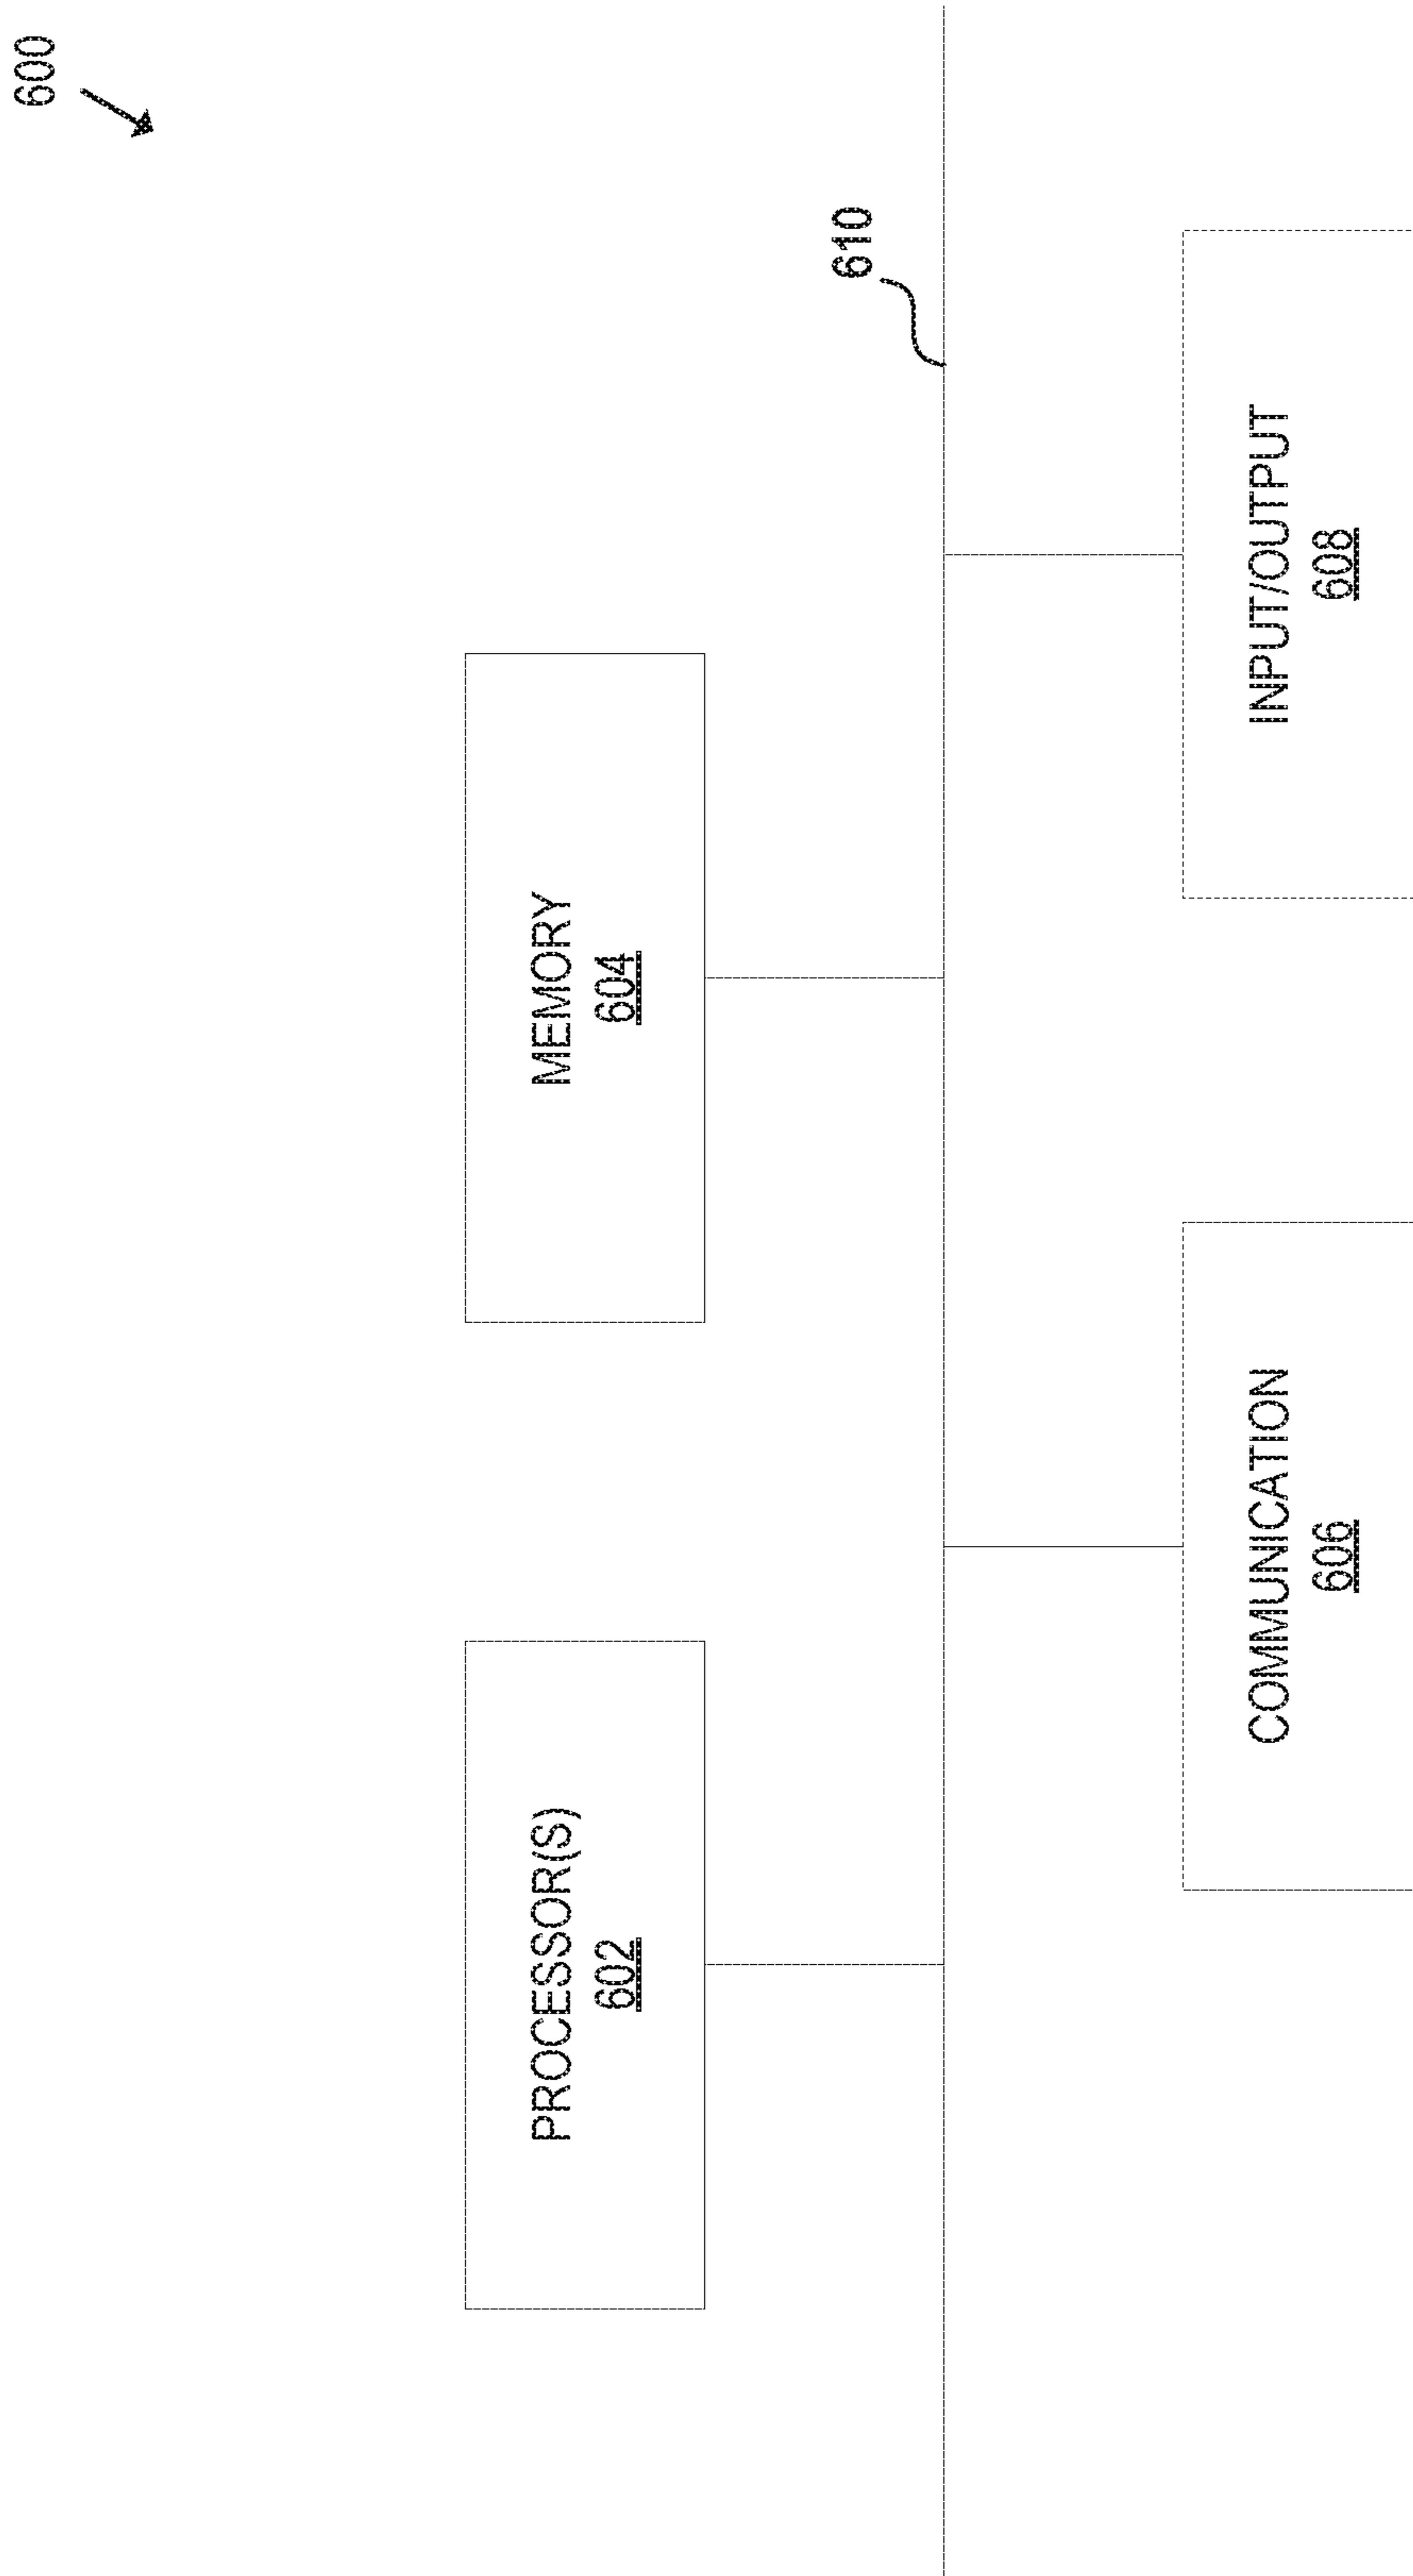 600
PROCESSOR(S)
602
MEMORY
604
610
COMMUNICATION
606
INPUT/OUTPUT
608